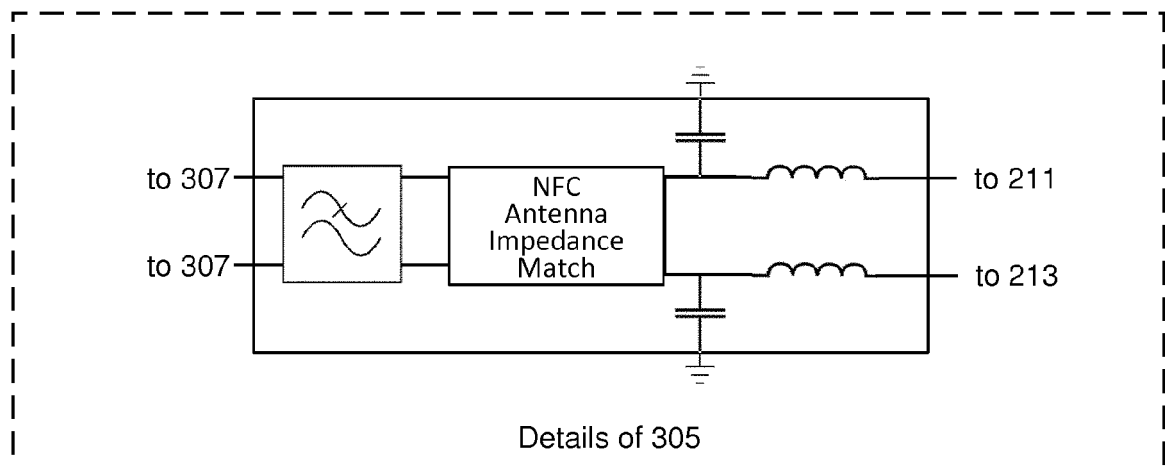 to 307
NFC
Antenna
Impedance
Match
to 211
to 307
to 213
Details of 305